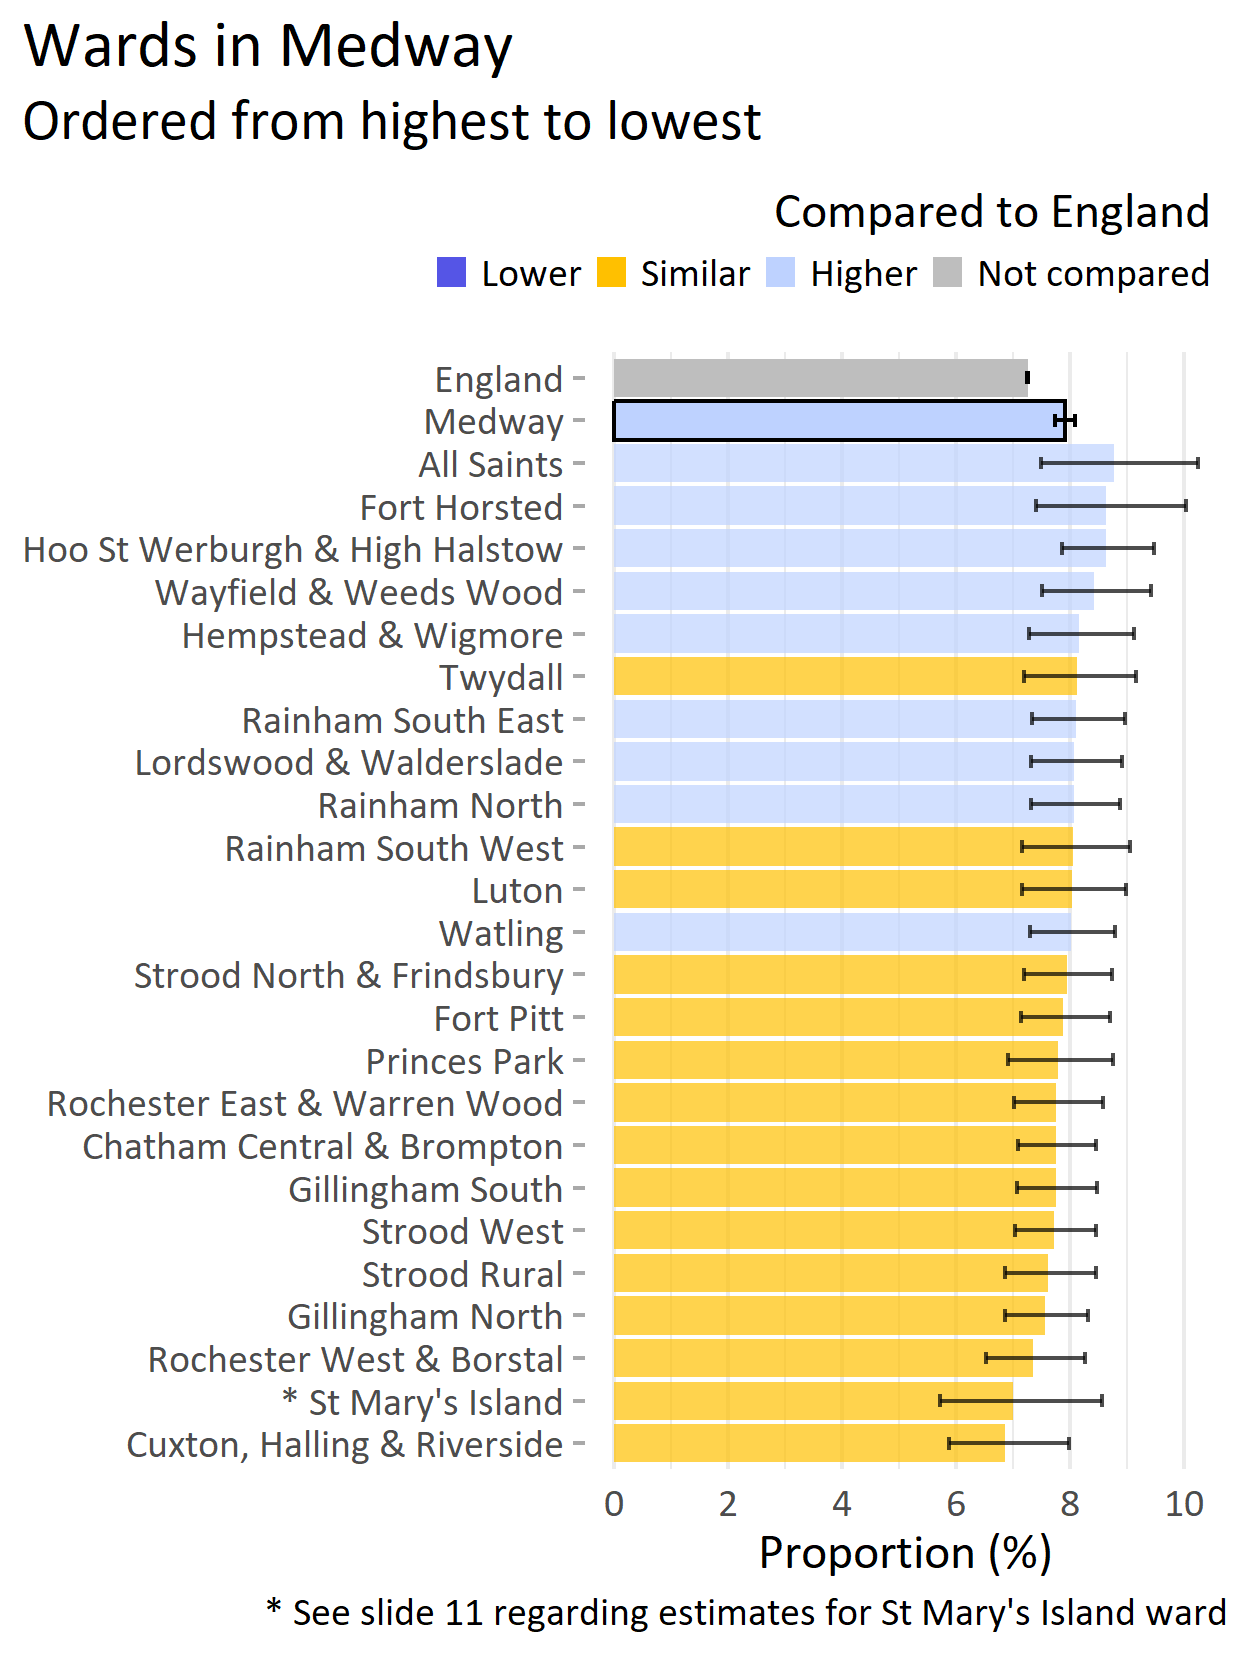 Wards in Medway
Ordered from highest to lowest
Compared to England
Lower Similar Higher Not compared
England
Medway
All Saints
Fort Horsted
Hoo St Werburgh & High Halstow
Wayfield & Weeds Wood
Hempstead & Wigmore
Twydall
Rainham South East
Lordswood & Walderslade
Rainham North
Rainham South West
Luton
Watling
Strood North & Frindsbury
Fort Pitt
Princes Park
Rochester East & Warren Wood
Chatham Central & Brompton
Gillingham South
Strood West
Strood Rural
Gillingham North
Rochester West & Borstal
* St Mary's Island
Cuxton, Halling & Riverside
0 2 4 6 8 10
Proportion (%)
* See slide 11 regarding estimates for St Mary's Island ward